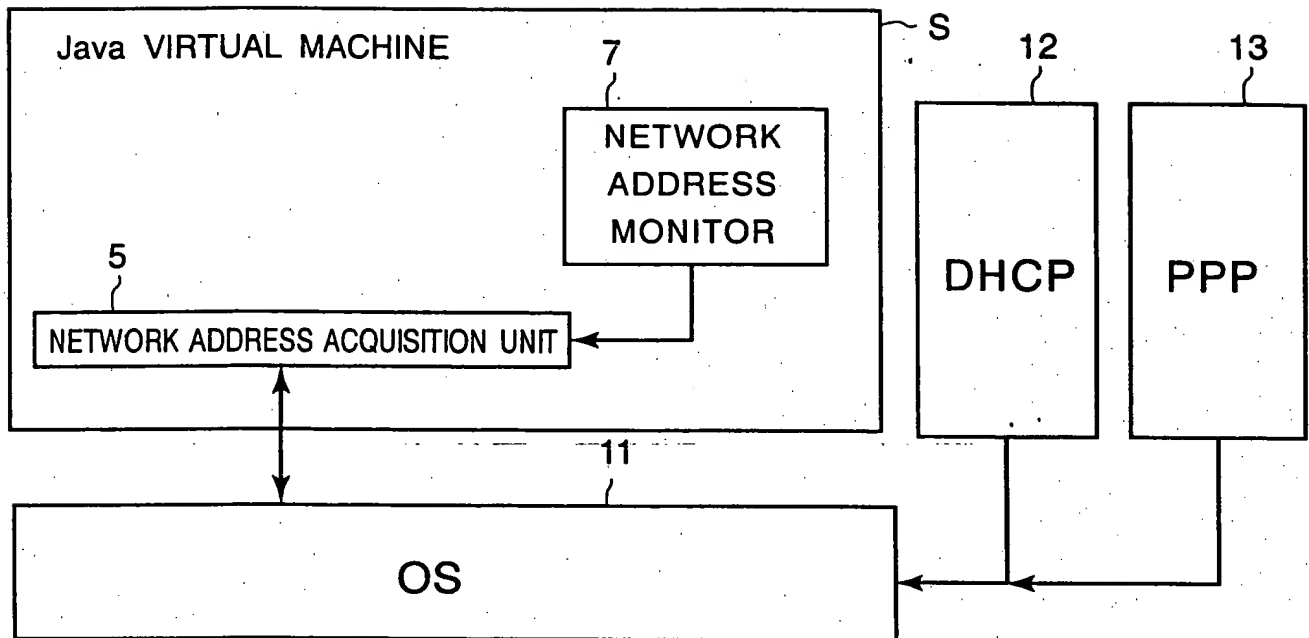 Java VIRTUAL MACHINE
S
7
12
13
NETWORK
ADDRESS
MONITOR
DHCP
PPP
5
NETWORK ADDRESS ACQUISITION UNIT
11
OS